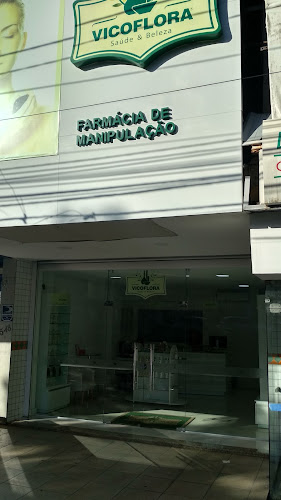 VICOFLORA
Saúde & Beleza
FARMÁCIA DE
MANIPULAÇÃO
VICOFLORA